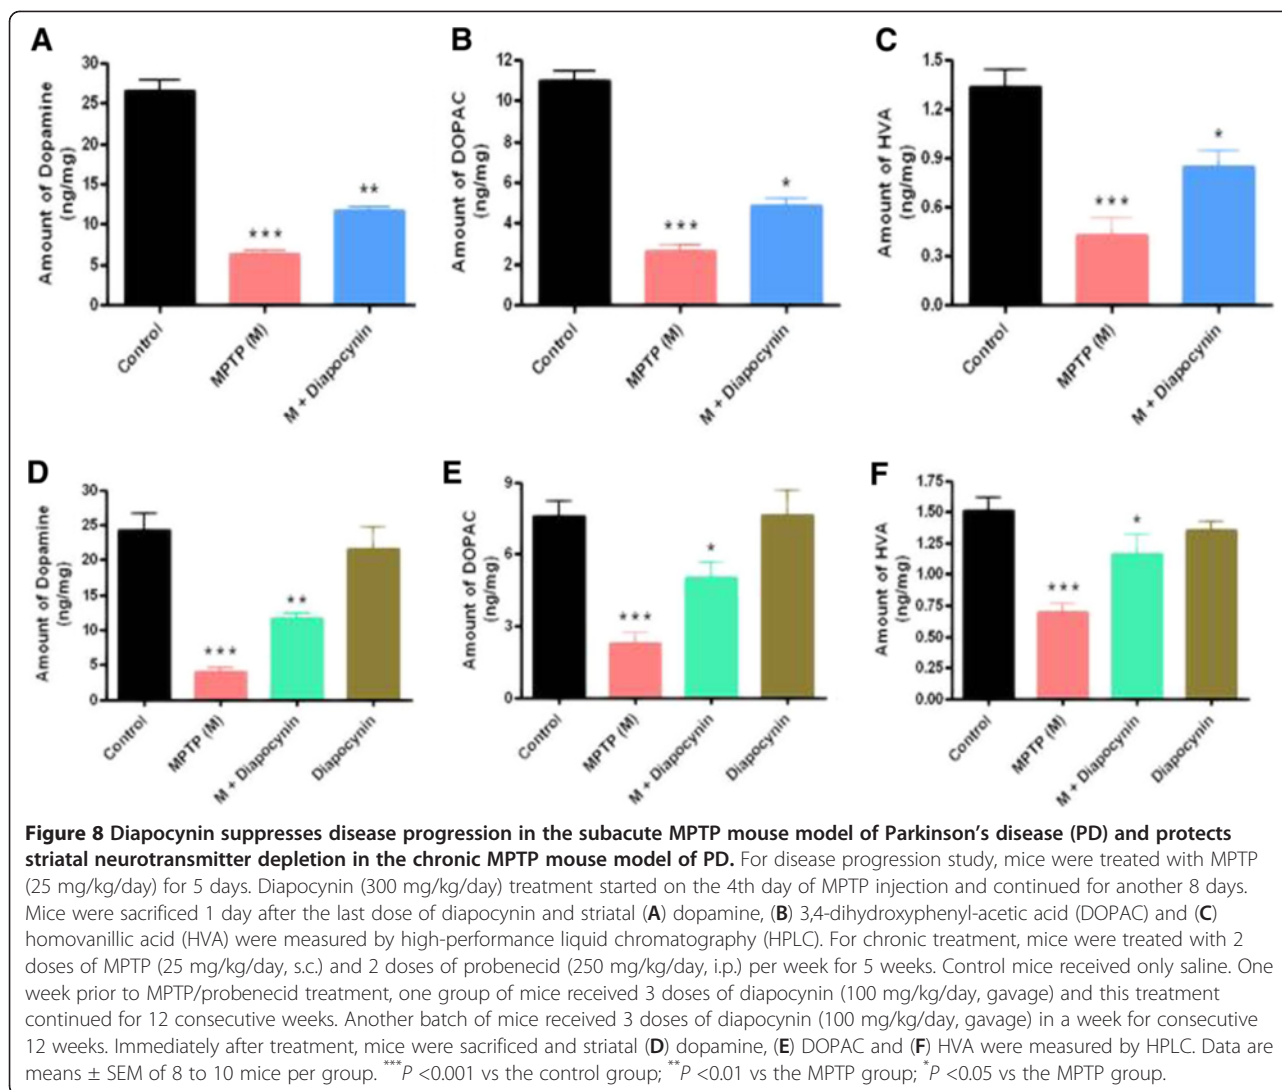 A
Amount of Dopamine
(ng/mg)
30
25
20
15
10
5
0
***
**
Control
MPTP (M)
M + Diapocynin
B
Amount of DOPAC
(ng/mg)
12
10
8
6
4
2
0
***
*
Control
MPTP (M)
M + Diapocynin
C
Amount of HVA
(ng/mg)
1.5
1.2
0.9
0.6
0.3
0.0
***
*
Control
MPTP (M)
M + Diapocynin
D
Amount of Dopamine
(ng/mg)
30
25
20
15
10
5
0
***
**
Control
MPTP (M)
M + Diapocynin
Diapocynin
E
Amount of DOPAC
(ng/mg)
9
6
3
0
***
*
Control
MPTP (M)
M + Diapocynin
Diapocynin
F
Amount of HVA
(ng/mg)
1.75
1.50
1.25
1.00
0.75
0.50
0.25
0.00
***
*
Control
MPTP (M)
M + Diapocynin
Diapocynin
Figure 8 Diapocynin suppresses disease progression in the subacute MPTP mouse model of Parkinson's disease (PD) and protects
striatal neurotransmitter depletion in the chronic MPTP mouse model of PD. For disease progression study, mice were treated with MPTP
(25 mg/kg/day) for 5 days. Diapocynin (300 mg/kg/day) treatment started on the 4th day of MPTP injection and continued for another 8 days.
Mice were sacrificed 1 day after the last dose of diapocynin and striatal (A) dopamine, (B) 3,4-dihydroxyphenyl-acetic acid (DOPAC) and (C)
homovanillic acid (HVA) were measured by high-performance liquid chromatography (HPLC). For chronic treatment, mice were treated with 2
doses of MPTP (25 mg/kg/day, s.c.) and 2 doses of probenecid (250 mg/kg/day, i.p.) per week for 5 weeks. Control mice received only saline. One
week prior to MPTP/probenecid treatment, one group of mice received 3 doses of diapocynin (100 mg/kg/day, gavage) and this treatment
continued for 12 consecutive weeks. Another batch of mice received 3 doses of diapocynin (100 mg/kg/day, gavage) in a week for consecutive
12 weeks. Immediately after treatment, mice were sacrificed and striatal (D) dopamine, (E) DOPAC and (F) HVA were measured by HPLC. Data are
means ± SEM of 8 to 10 mice per group. ***P <0.001 vs the control group; **P <0.01 vs the MPTP group; *P <0.05 vs the MPTP group.